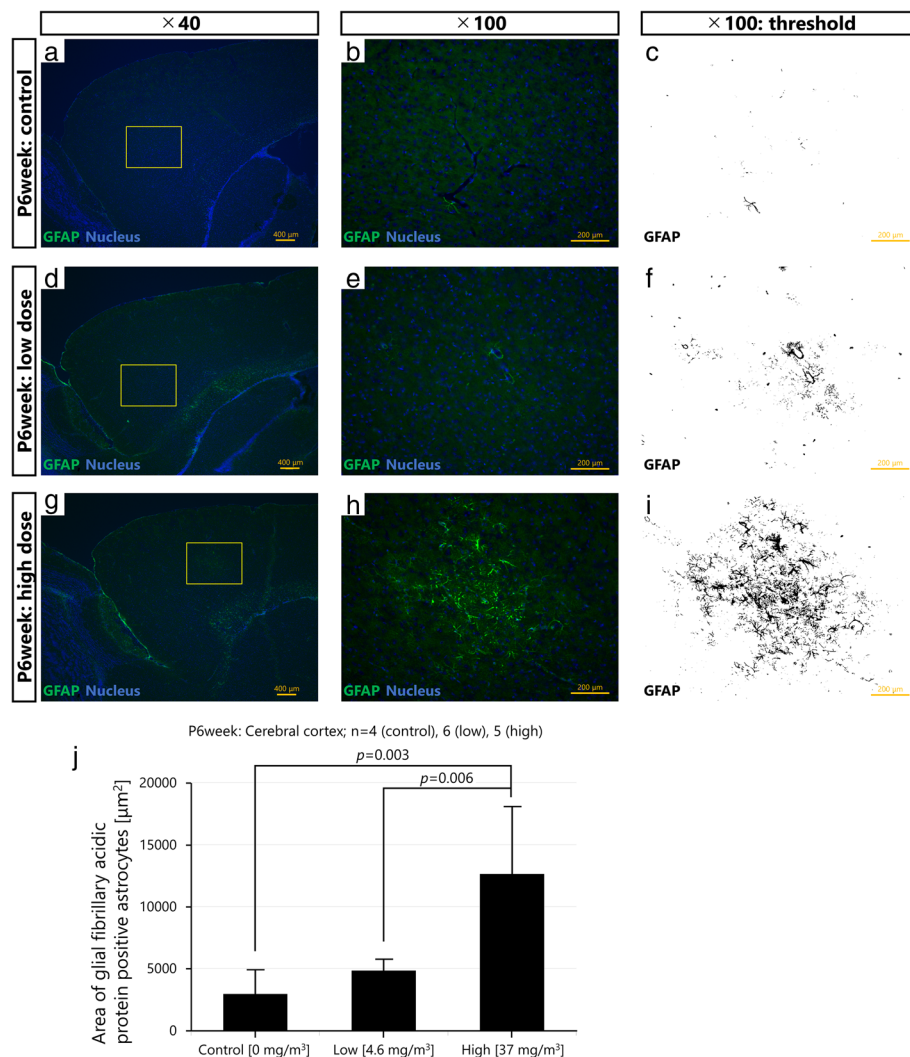 ×40
×100
×100: threshold
P6week: control
a
GFAP Nucleus
400 µm
b
GFAP Nucleus
200 µm
c
GFAP
200 µm
P6week: low dose
d
GFAP Nucleus
400 µm
e
GFAP Nucleus
200 µm
f
GFAP
200 µm
P6week: high dose
g
GFAP Nucleus
400 µm
h
GFAP Nucleus
200 µm
i
GFAP
200 µm
P6week: Cerebral cortex; n=4 (control), 6 (low), 5 (high)
j
p=0.003
p=0.006
Area of glial fibrillary acidic
protein positive astrocytes [µm²]
20000
15000
10000
5000
0
Control [0 mg/m³]
Low [4.6 mg/m³]
High [37 mg/m³]